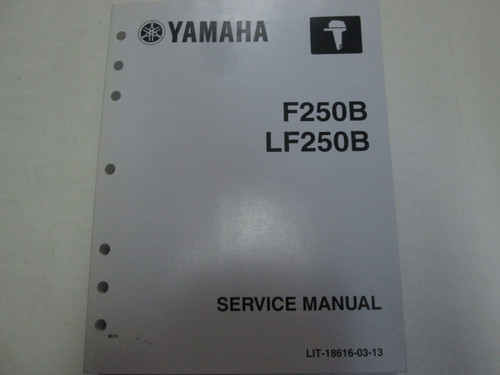 YAMAHA
F250B
LF250B
SERVICE MANUAL
LIT-18616-03-13